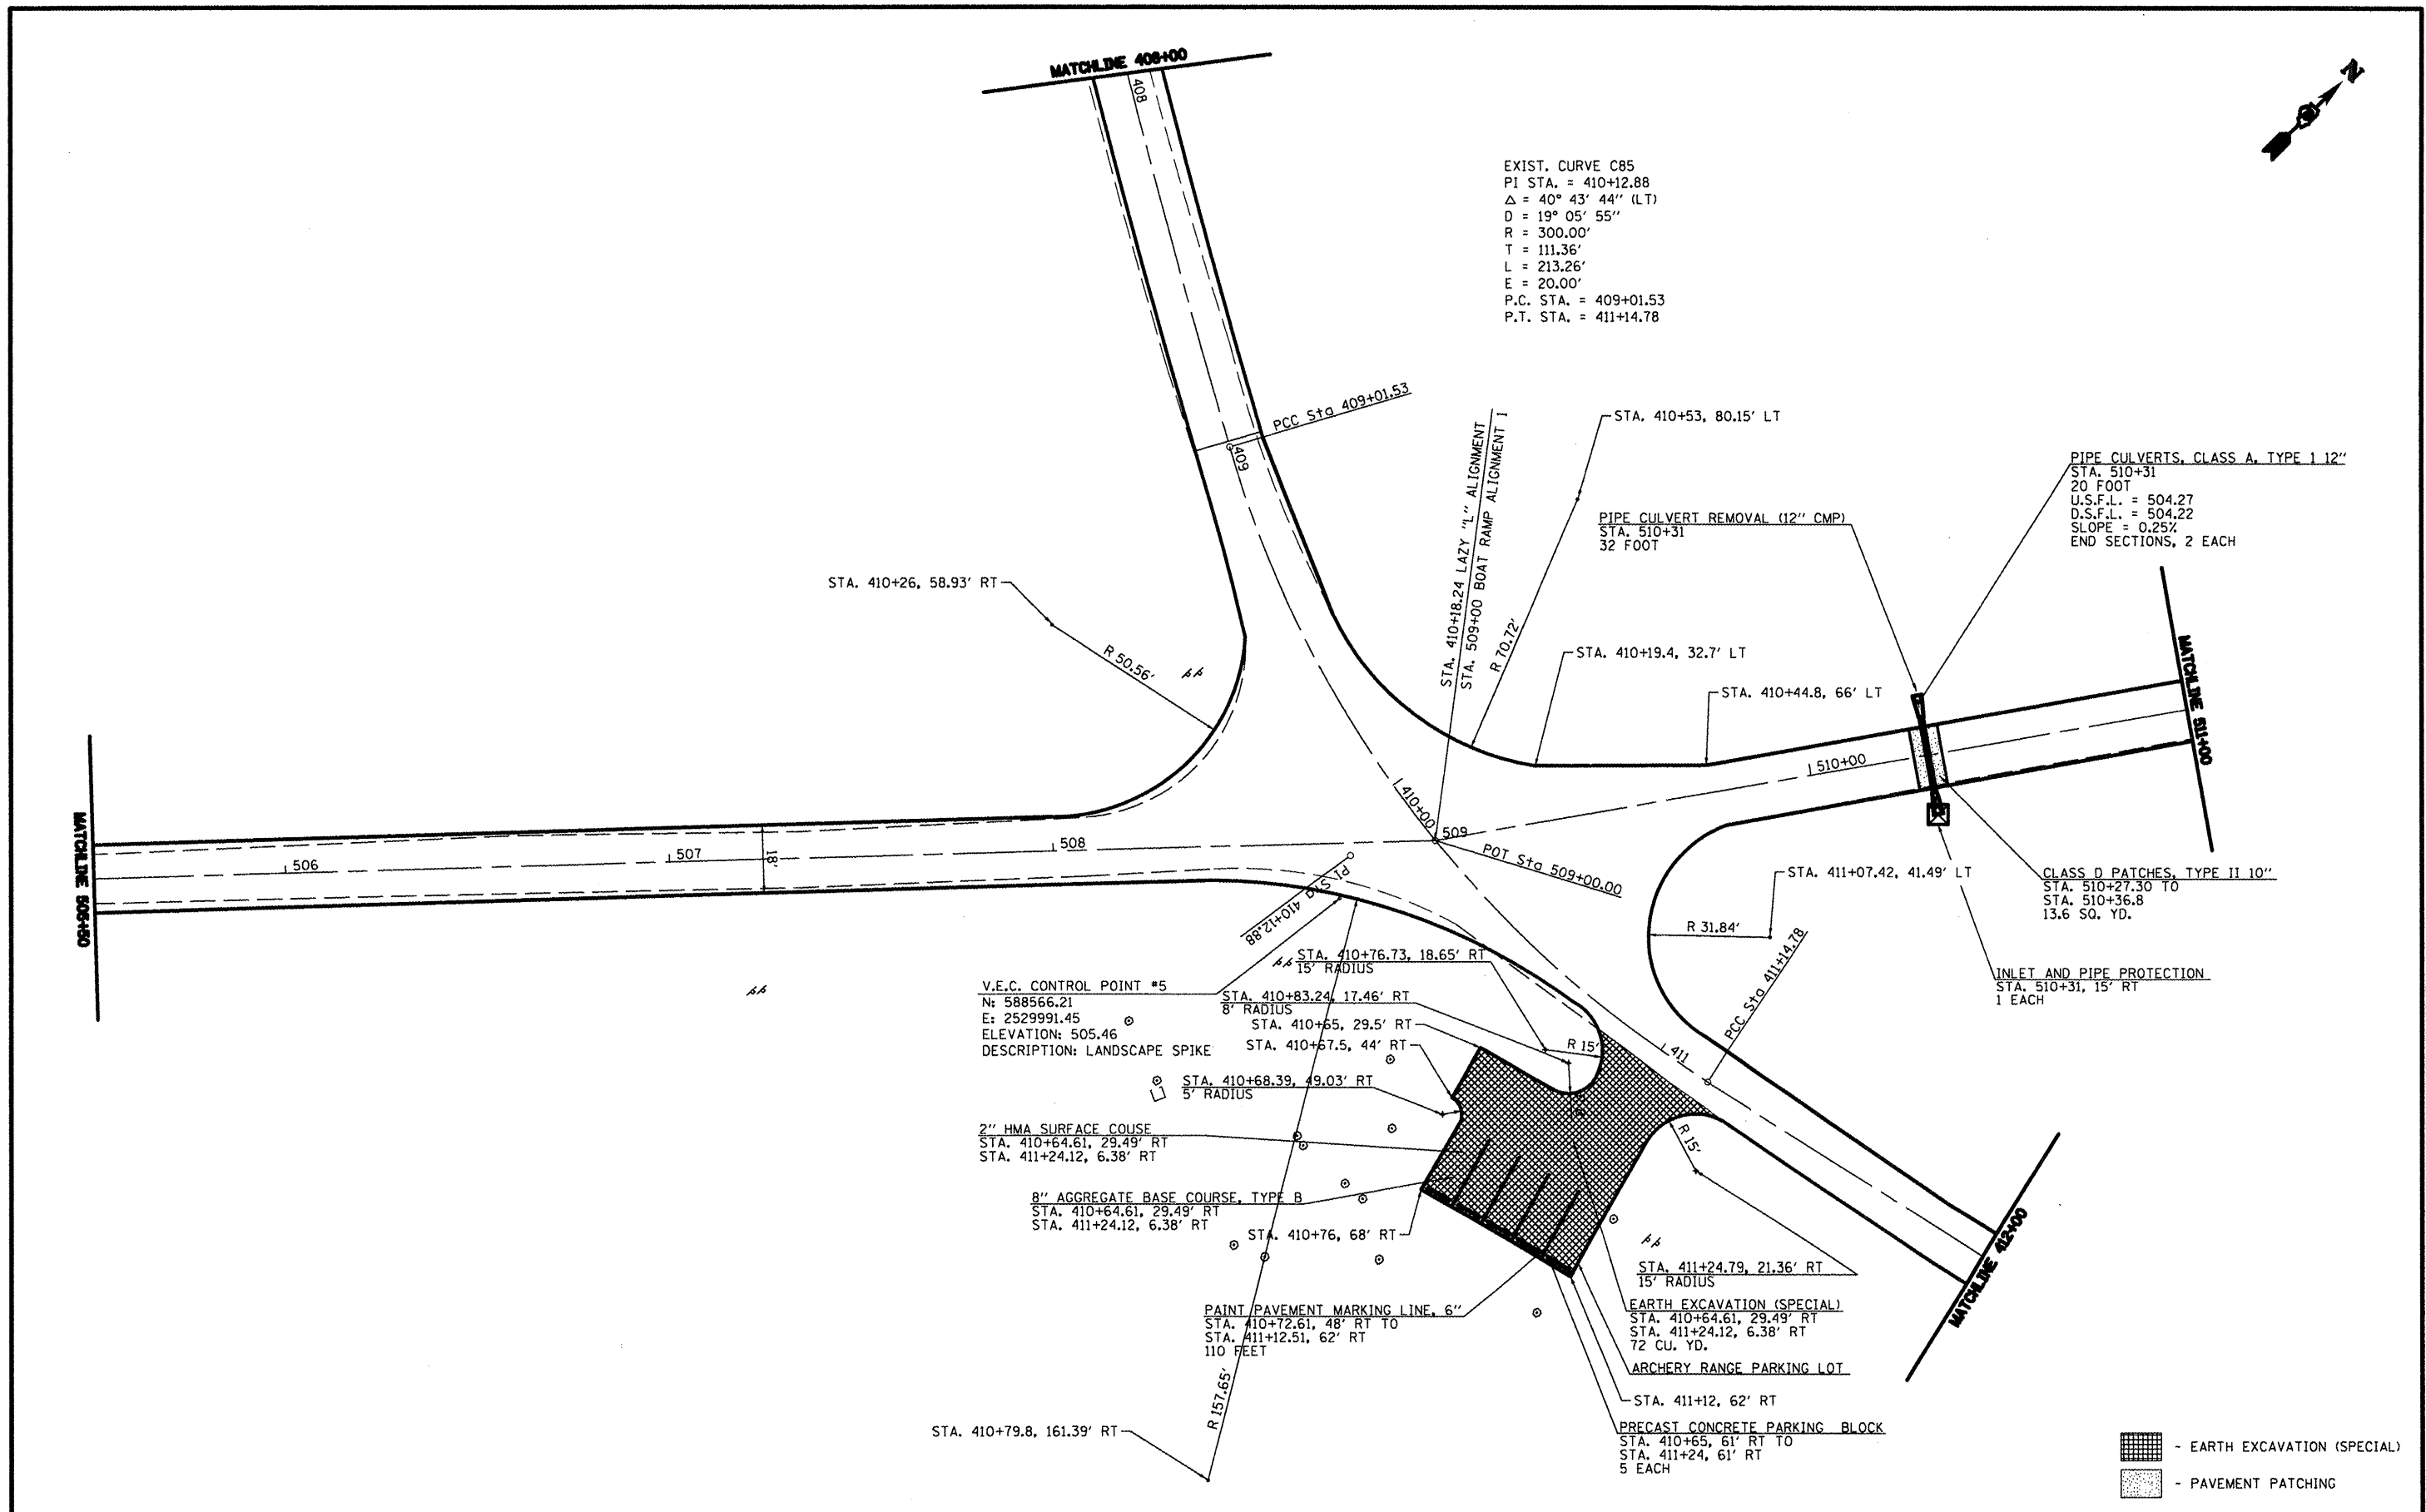 MATCHLINE 408+00
408
N
EXIST. CURVE C85
PI STA. = 410+12.88
Δ = 40° 43' 44'' (LT)
D = 19° 05' 55''
R = 300.00'
T = 111.36'
L = 213.26'
E = 20.00'
P.C. STA. = 409+01.53
P.T. STA. = 411+14.78
PCC Sta 409+01.53
409
STA. 410+18.24 LAZY "L" ALIGNMENT
STA. 509+00 BOAT RAMP ALIGNMENT 1
STA. 410+53, 80.15' LT
R 70.72'
PIPE CULVERTS, CLASS A, TYPE 1 12''
STA. 510+31
20 FOOT
U.S.F.L. = 504.27
D.S.F.L. = 504.22
SLOPE = 0.25%
END SECTIONS, 2 EACH
PIPE CULVERT REMOVAL (12'' CMP)
STA. 510+31
32 FOOT
STA. 410+26, 58.93' RT
R 50.56'
STA. 410+19.4, 32.7' LT
STA. 410+44.8, 66' LT
MATCHLINE 511+00
510+00
410+00
509
POT Sta 509+00.00
MATCHLINE 505+50
506
507
18'
508
PI Sta 410+12.88
STA. 411+07.42, 41.49' LT
R 31.84'
CLASS D PATCHES, TYPE II 10''
STA. 510+27.30 TO
STA. 510+36.8
13.6 SQ. YD.
INLET AND PIPE PROTECTION
STA. 510+31, 15' RT
1 EACH
PCC Sta 411+14.78
411
STA. 410+76.73, 18.65' RT
15' RADIUS
V.E.C. CONTROL POINT #5
N: 588566.21
E: 2529991.45
ELEVATION: 505.46
DESCRIPTION: LANDSCAPE SPIKE
STA. 410+83.24, 17.46' RT
8' RADIUS
STA. 410+65, 29.5' RT
STA. 410+67.5, 44' RT
R 15'
STA. 410+68.39, 49.03' RT
5' RADIUS
2'' HMA SURFACE COUSE
STA. 410+64.61, 29.49' RT
STA. 411+24.12, 6.38' RT
R 15'
8'' AGGREGATE BASE COURSE, TYPE B
STA. 410+64.61, 29.49' RT
STA. 411+24.12, 6.38' RT
STA. 410+76, 68' RT
MATCHLINE 412+00
STA. 411+24.79, 21.36' RT
15' RADIUS
PAINT PAVEMENT MARKING LINE, 6''
STA. 410+72.61, 48' RT TO
STA. 411+12.51, 62' RT
110 FEET
EARTH EXCAVATION (SPECIAL)
STA. 410+64.61, 29.49' RT
STA. 411+24.12, 6.38' RT
72 CU. YD.
ARCHERY RANGE PARKING LOT
STA. 411+12, 62' RT
R 157.65'
STA. 410+79.8, 161.39' RT
PRECAST CONCRETE PARKING BLOCK
STA. 410+65, 61' RT TO
STA. 411+24, 61' RT
5 EACH
- EARTH EXCAVATION (SPECIAL)
- PAVEMENT PATCHING